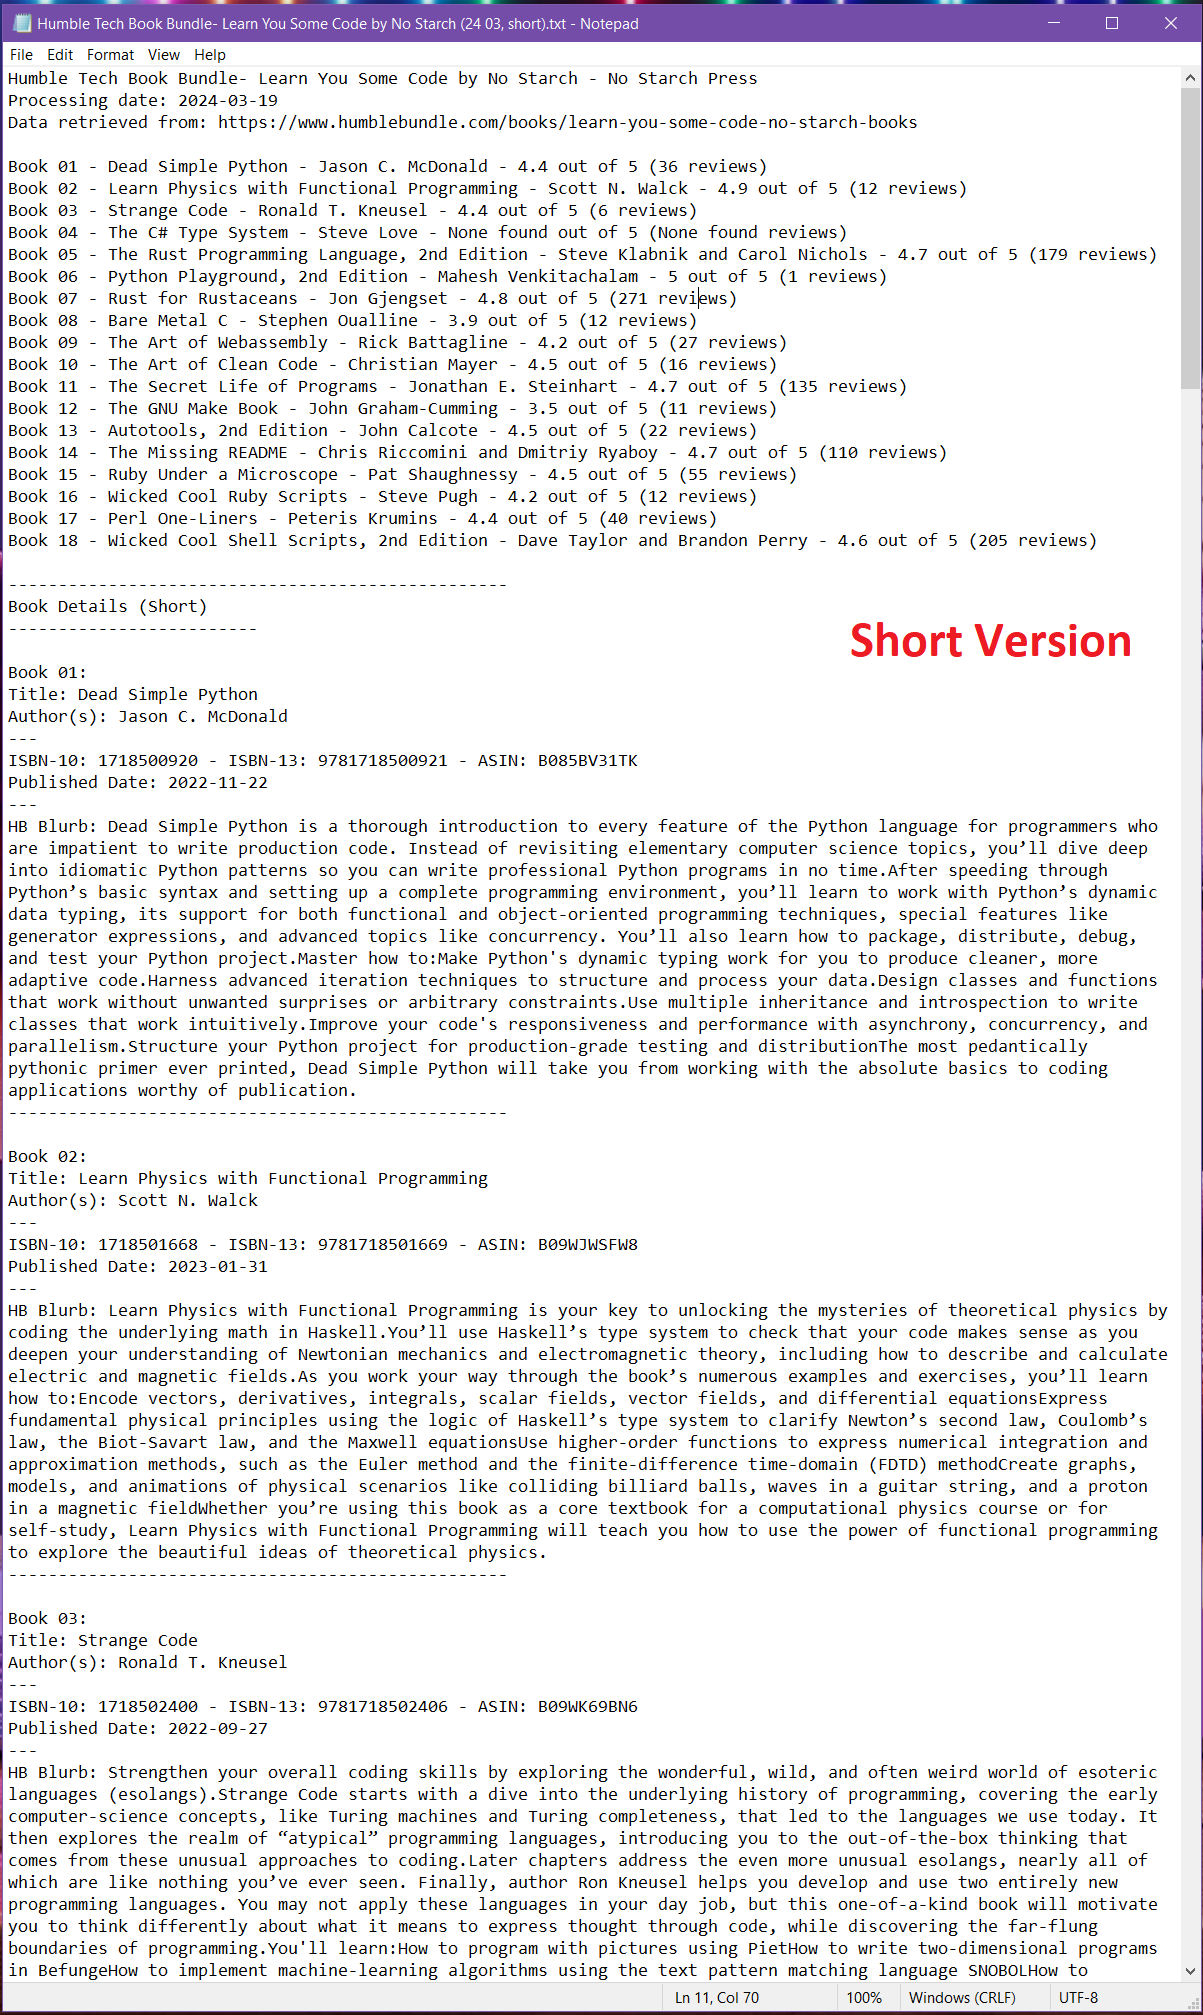 Humble Tech Book Bundle- Learn You Some Code by No Starch (24 03, short).txt - Notepad
File Edit Format View Help
Humble Tech Book Bundle- Learn You Some Code by No Starch - No Starch Press
Processing date: 2024-03-19
Data retrieved from: https://www.humblebundle.com/books/learn-you-some-code-no-starch-books
Book 01 - Dead Simple Python - Jason C. McDonald - 4.4 out of 5 (36 reviews)
Book 02 - Learn Physics with Functional Programming - Scott N. Walck - 4.9 out of 5 (12 reviews)
Book 03 - Strange Code - Ronald T. Kneusel - 4.4 out of 5 (6 reviews)
Book 04 - The C# Type System - Steve Love - None found out of 5 (None found reviews)
Book 05 - The Rust Programming Language, 2nd Edition - Steve Klabnik and Carol Nichols - 4.7 out of 5 (179 reviews)
Book 06 - Python Playground, 2nd Edition - Mahesh Venkitachalam - 5 out of 5 (1 reviews)
Book 07 - Rust for Rustaceans - Jon Gjengset - 4.8 out of 5 (271 reviews)
Book 08 - Bare Metal C - Stephen Oualline - 3.9 out of 5 (12 reviews)
Book 09 - The Art of Webassembly - Rick Battagline - 4.2 out of 5 (27 reviews)
Book 10 - The Art of Clean Code - Christian Mayer - 4.5 out of 5 (16 reviews)
Book 11 - The Secret Life of Programs - Jonathan E. Steinhart - 4.7 out of 5 (135 reviews)
Book 12 - The GNU Make Book - John Graham-Cumming - 3.5 out of 5 (11 reviews)
Book 13 - Autotools, 2nd Edition - John Calcote - 4.5 out of 5 (22 reviews)
Book 14 - The Missing README - Chris Riccomini and Dmitriy Ryaboy - 4.7 out of 5 (110 reviews)
Book 15 - Ruby Under a Microscope - Pat Shaughnessy - 4.5 out of 5 (55 reviews)
Book 16 - Wicked Cool Ruby Scripts - Steve Pugh - 4.2 out of 5 (12 reviews)
Book 17 - Perl One-Liners - Peteris Krumins - 4.4 out of 5 (40 reviews)
Book 18 - Wicked Cool Shell Scripts, 2nd Edition - Dave Taylor and Brandon Perry - 4.6 out of 5 (205 reviews)
--------------------------------------------------
Book Details (Short)
-------------------------
Short Version
Book 01:
Title: Dead Simple Python
Author(s): Jason C. McDonald
---
ISBN-10: 1718500920 - ISBN-13: 9781718500921 - ASIN: B085BV31TK
Published Date: 2022-11-22
---
HB Blurb: Dead Simple Python is a thorough introduction to every feature of the Python language for programmers who
are impatient to write production code. Instead of revisiting elementary computer science topics, you’ll dive deep
into idiomatic Python patterns so you can write professional Python programs in no time.After speeding through
Python’s basic syntax and setting up a complete programming environment, you’ll learn to work with Python’s dynamic
data typing, its support for both functional and object-oriented programming techniques, special features like
generator expressions, and advanced topics like concurrency. You’ll also learn how to package, distribute, debug,
and test your Python project.Master how to:Make Python's dynamic typing work for you to produce cleaner, more
adaptive code.Harness advanced iteration techniques to structure and process your data.Design classes and functions
that work without unwanted surprises or arbitrary constraints.Use multiple inheritance and introspection to write
classes that work intuitively.Improve your code's responsiveness and performance with asynchrony, concurrency, and
parallelism.Structure your Python project for production-grade testing and distributionThe most pedantically
pythonic primer ever printed, Dead Simple Python will take you from working with the absolute basics to coding
applications worthy of publication.
--------------------------------------------------
Book 02:
Title: Learn Physics with Functional Programming
Author(s): Scott N. Walck
---
ISBN-10: 1718501668 - ISBN-13: 9781718501669 - ASIN: B09WJWSFW8
Published Date: 2023-01-31
---
HB Blurb: Learn Physics with Functional Programming is your key to unlocking the mysteries of theoretical physics by
coding the underlying math in Haskell.You’ll use Haskell’s type system to check that your code makes sense as you
deepen your understanding of Newtonian mechanics and electromagnetic theory, including how to describe and calculate
electric and magnetic fields.As you work your way through the book’s numerous examples and exercises, you’ll learn
how to:Encode vectors, derivatives, integrals, scalar fields, vector fields, and differential equationsExpress
fundamental physical principles using the logic of Haskell’s type system to clarify Newton’s second law, Coulomb’s
law, the Biot-Savart law, and the Maxwell equationsUse higher-order functions to express numerical integration and
approximation methods, such as the Euler method and the finite-difference time-domain (FDTD) methodCreate graphs,
models, and animations of physical scenarios like colliding billiard balls, waves in a guitar string, and a proton
in a magnetic fieldWhether you’re using this book as a core textbook for a computational physics course or for
self-study, Learn Physics with Functional Programming will teach you how to use the power of functional programming
to explore the beautiful ideas of theoretical physics.
--------------------------------------------------
Book 03:
Title: Strange Code
Author(s): Ronald T. Kneusel
---
ISBN-10: 1718502400 - ISBN-13: 9781718502406 - ASIN: B09WK69BN6
Published Date: 2022-09-27
---
HB Blurb: Strengthen your overall coding skills by exploring the wonderful, wild, and often weird world of esoteric
languages (esolangs).Strange Code starts with a dive into the underlying history of programming, covering the early
computer-science concepts, like Turing machines and Turing completeness, that led to the languages we use today. It
then explores the realm of “atypical” programming languages, introducing you to the out-of-the-box thinking that
comes from these unusual approaches to coding.Later chapters address the even more unusual esolangs, nearly all of
which are like nothing you’ve ever seen. Finally, author Ron Kneusel helps you develop and use two entirely new
programming languages. You may not apply these languages in your day job, but this one-of-a-kind book will motivate
you to think differently about what it means to express thought through code, while discovering the far-flung
boundaries of programming.You'll learn:How to program with pictures using PietHow to write two-dimensional programs
in BefungeHow to implement machine-learning algorithms using the text pattern matching language SNOBOLHow to
Ln 11, Col 70 100% Windows (CRLF) UTF-8